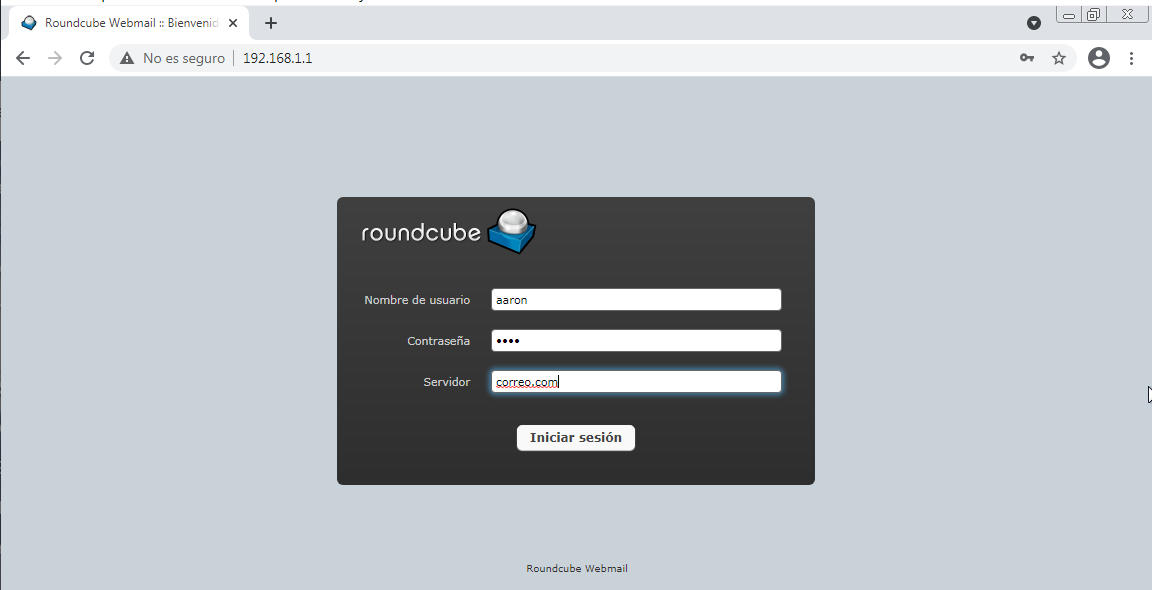 Roundcube Webmail :: Bienvenid
No es seguro 192.168.1.1
roundcube
Nombre de usuario aaron
Contraseña ••••
Servidor correo.com
Iniciar sesión
Roundcube Webmail